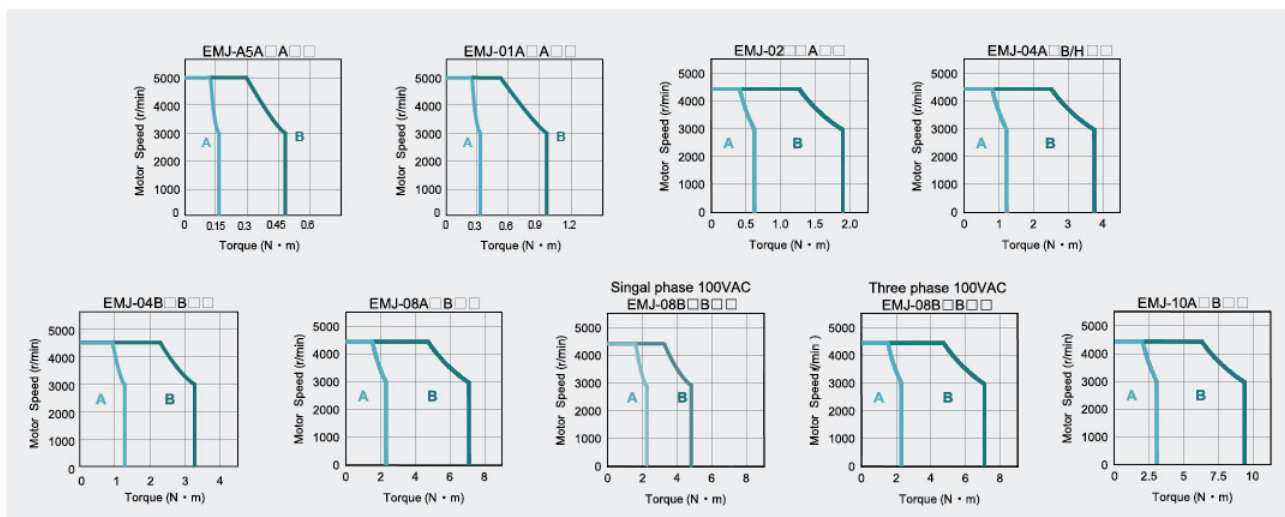 EMJ-A5A□A□□
5000
4000
3000
1000
0
A
B
0 0.15 0.3 0.45 0.6
Motor Speed (r/min)
Torque (N・m)
EMJ-01A□A□□
5000
4000
3000
1000
0
A
B
0 0.3 0.6 0.9 1.2
Motor Speed (r/min)
Torque (N・m)
EMJ-02□□A□□
5000
4000
3000
2000
1000
0
A
B
0 0.5 1.0 1.5 2.0
Motor Speed (r/min)
Torque (N・m)
EMJ-04A□B/H□□
5000
4000
3000
2000
1000
0
A
B
0 1 2 3 4
Motor Speed (r/min)
Torque (N・m)
EMJ-04B□B□□
5000
4000
3000
2000
1000
0
A
B
0 1 2 3 4
Motor Speed (r/min)
Torque (N・m)
EMJ-08A□B□□
5000
4000
3000
2000
1000
0
A
B
0 2 4 6 8
Motor Speed (r/min)
Torque (N・m)
Singal phase 100VAC
EMJ-08B□B□□
5000
4000
3000
2000
1000
0
A
B
0 2 4 6 8
Motor Speed (r/min)
Torque (N・m)
Three phase 100VAC
EMJ-08B□B□□
5000
4000
3000
2000
1000
0
A
B
0 2 4 6 8
Motor Speed(r/min)
Torque (N・m)
EMJ-10A□B□□
5000
4000
3000
2000
1000
0
A
B
0 2.5 5 7.5 10
Motor Speed (r/min)
Torque (N・m)